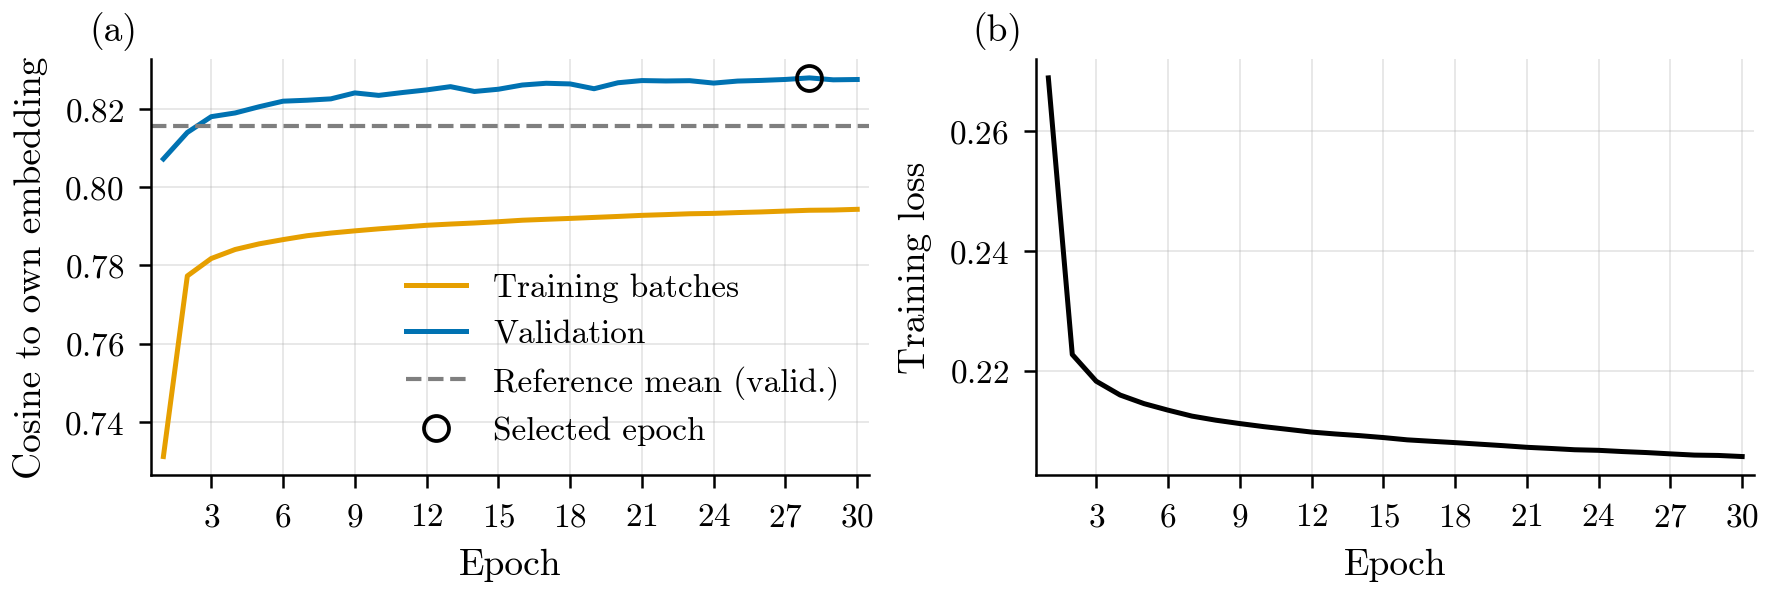 (a)
Cosine to own embedding
0.82
0.80
0.78
0.76
0.74
Training batches
Validation
Reference mean (valid.)
Selected epoch
3 6 9 12 15 18 21 24 27 30
Epoch
(b)
Training loss
0.26
0.24
0.22
3 6 9 12 15 18 21 24 27 30
Epoch